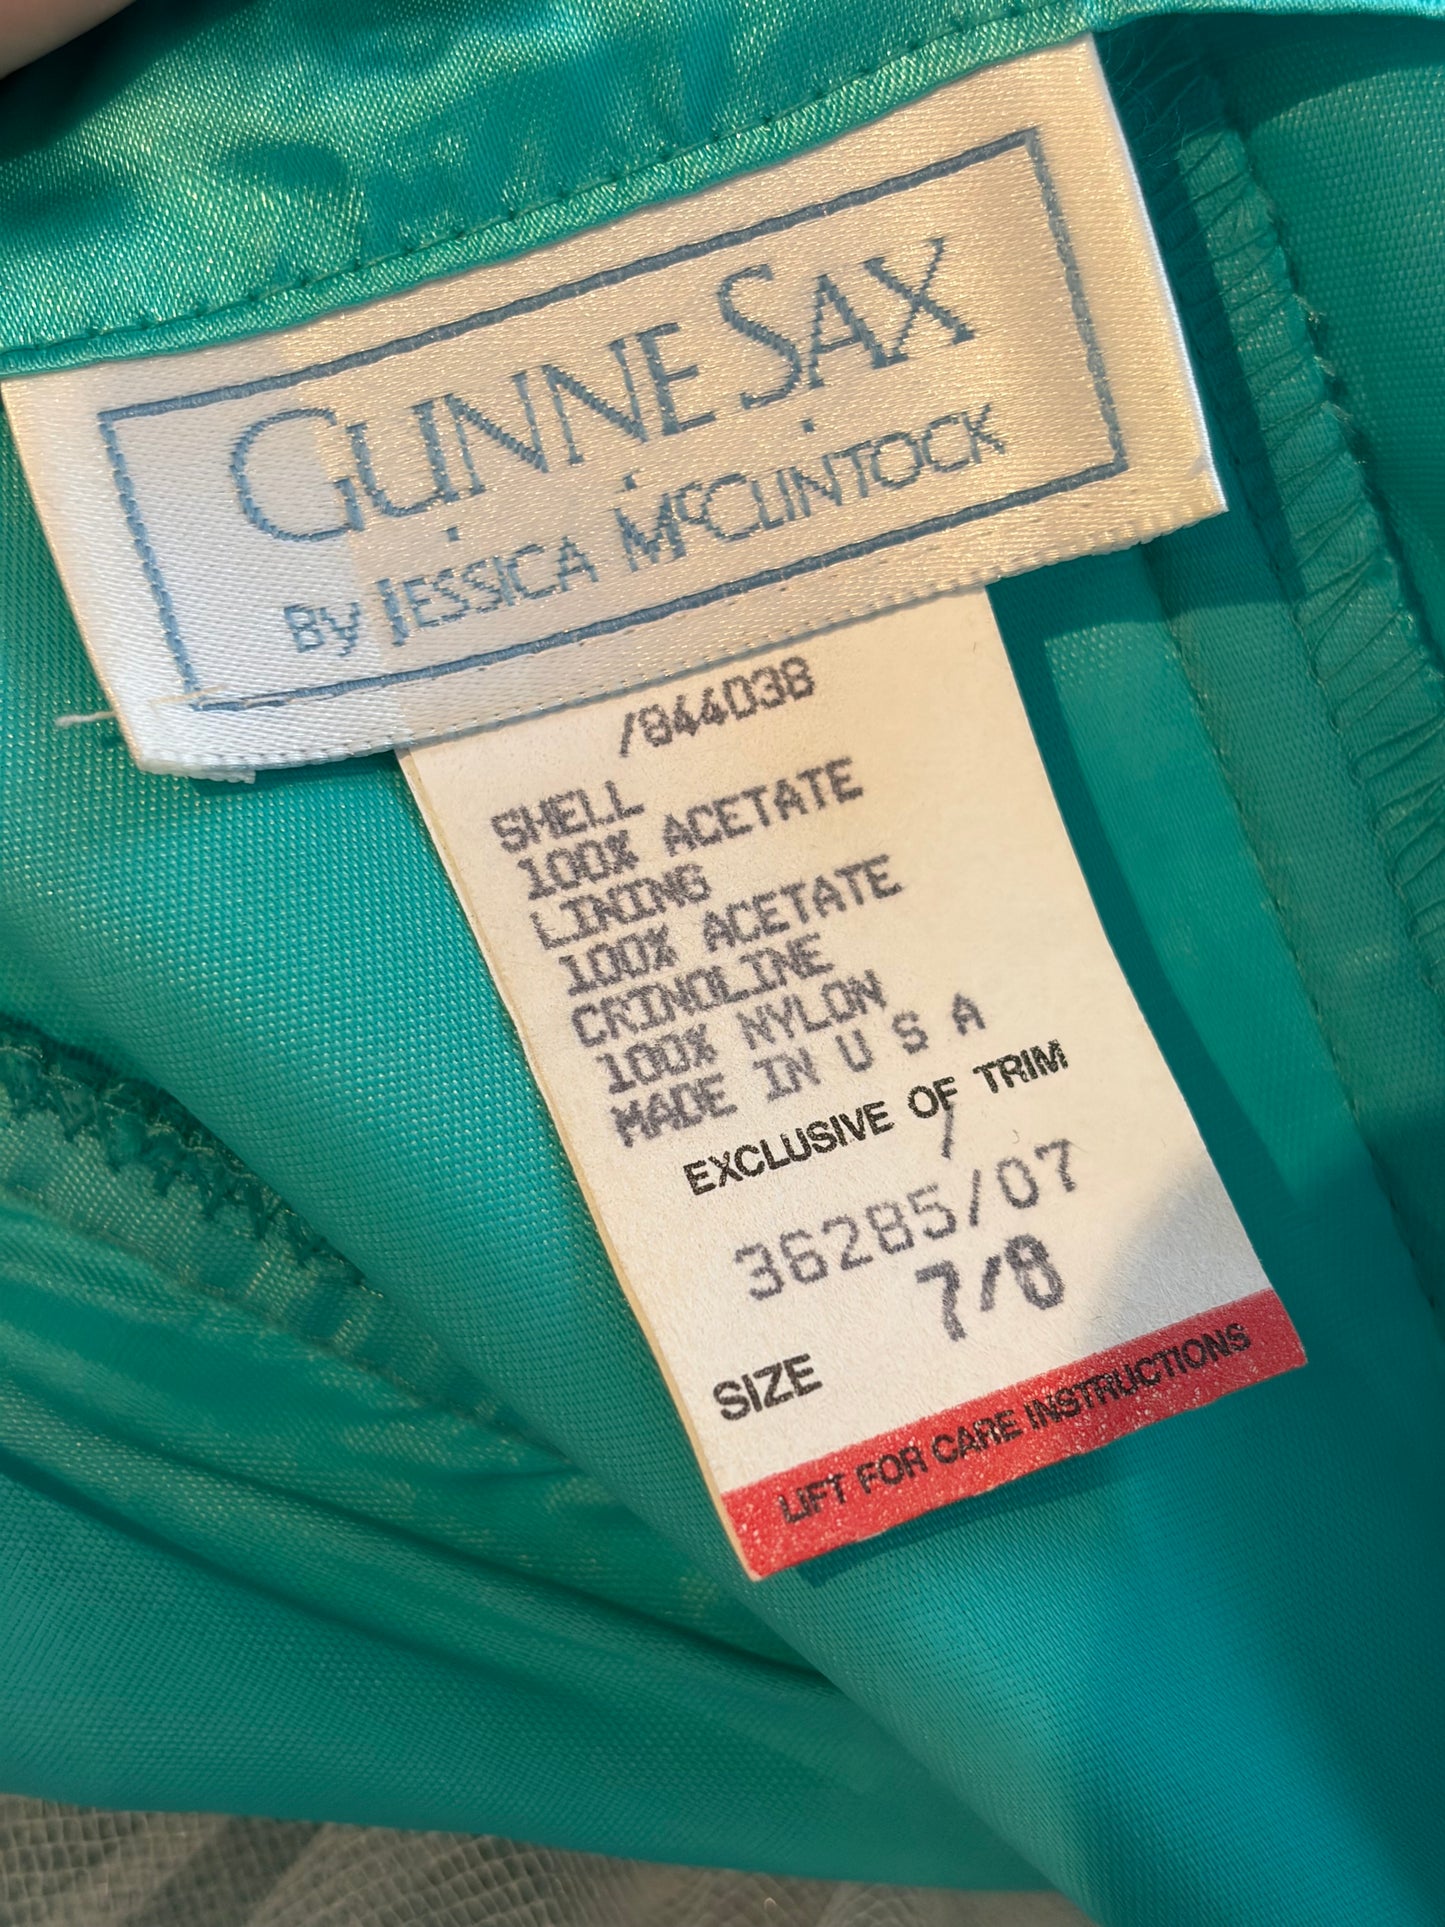 GUNNE SAX
BY JESSICA McCLINTOCK
/844D38
SHELL
100% ACETATE
LINING
100% ACETATE
CRINOLINE
100% NYLON
MADE IN U S A
EXCLUSIVE OF TRIM
/
36285/07
7/8
SIZE
LIFT FOR CARE INSTRUCTIONS